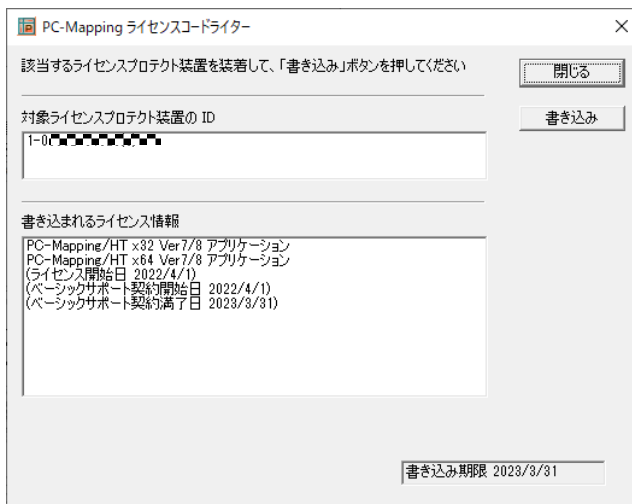 PC-Mapping ライセンスコードライター
該当するライセンスプロテクト装置を装着して、「書き込み」ボタンを押してください
閉じる
対象ライセンスプロテクト装置の ID
書き込み
1-0
書き込まれるライセンス情報
PC-Mapping/HT x32 Ver7/8 アプリケーション
PC-Mapping/HT x64 Ver7/8 アプリケーション
(ライセンス開始日 2022/4/1)
(ベーシックサポート契約開始日 2022/4/1)
(ベーシックサポート契約満了日 2023/3/31)
書き込み期限 2023/3/31